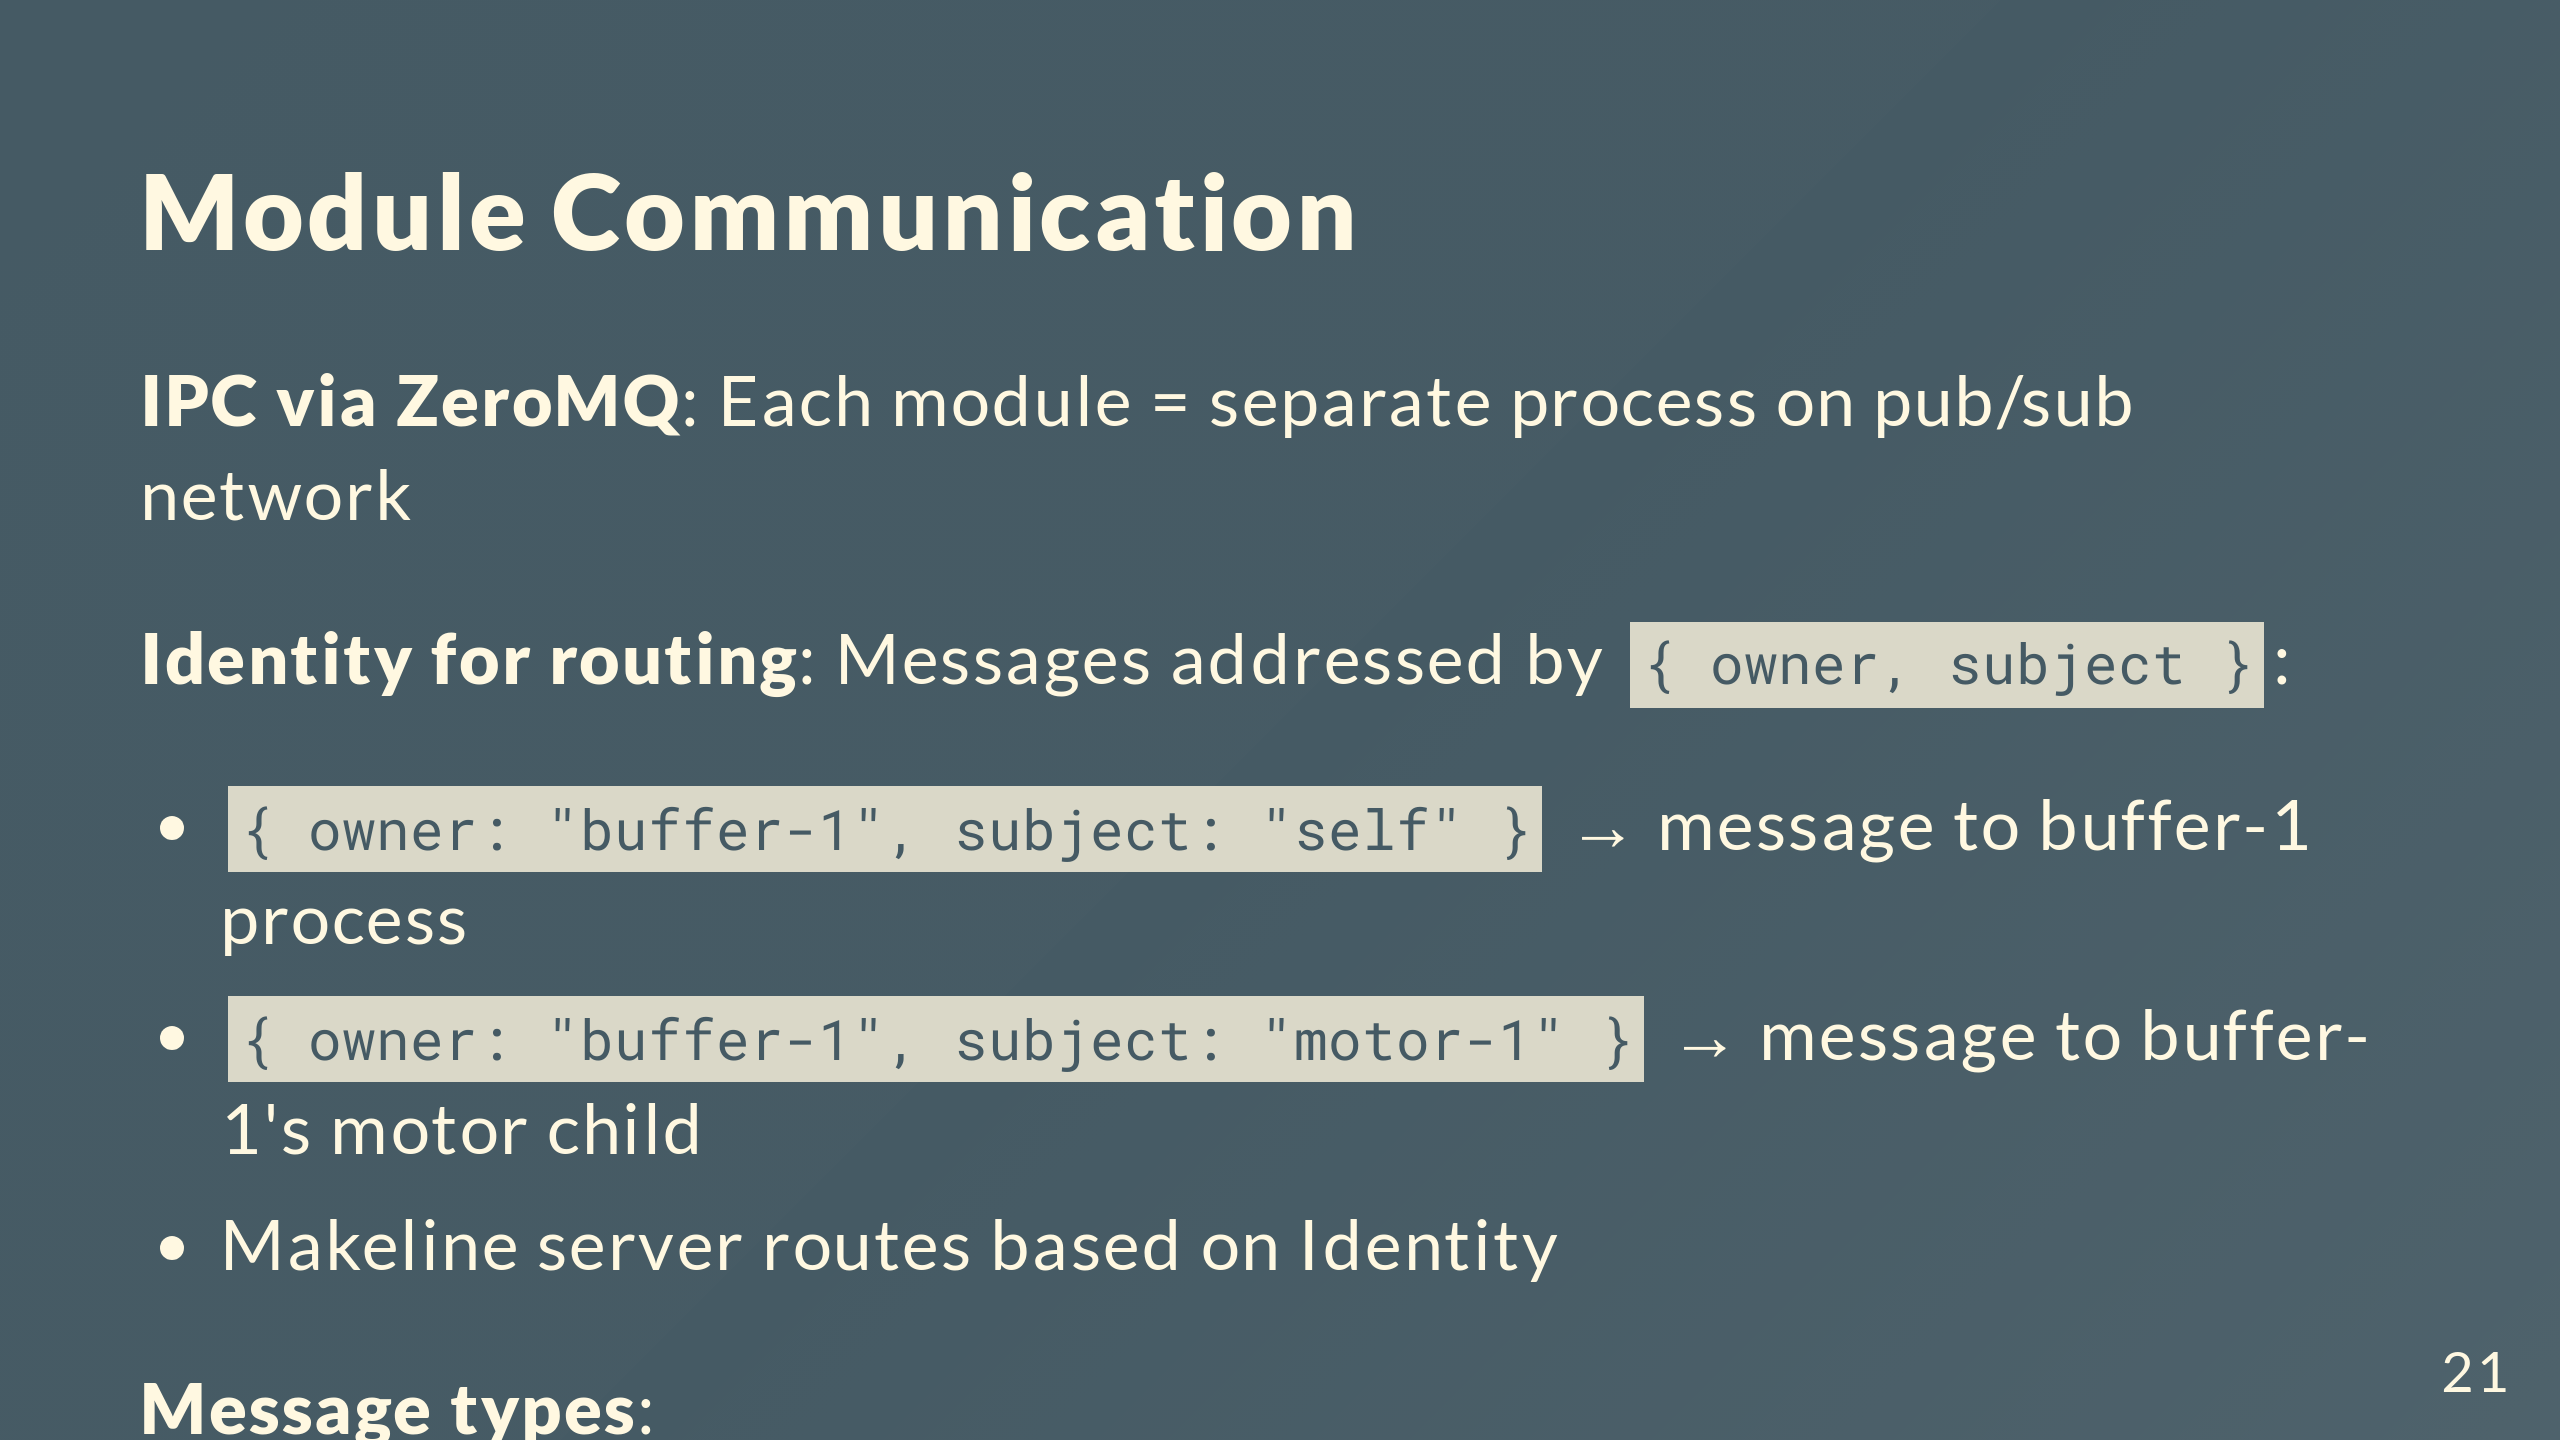 Module Communication
IPC via ZeroMQ: Each module = separate process on pub/sub
network
Identity for routing: Messages addressed by { owner, subject }:
• { owner: "buffer-1", subject: "self" } → message to buffer-1
process
• { owner: "buffer-1", subject: "motor-1" } → message to buffer-
1's motor child
• Makeline server routes based on Identity
Message types:
21